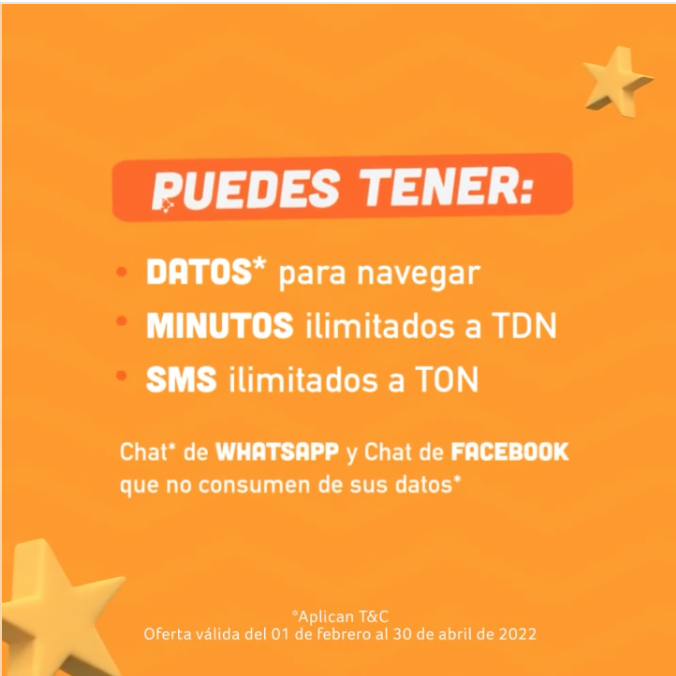 PUEDES TENER:
• DATOS* para navegar
• MINUTOS ilimitados a TDN
• SMS ilimitados a TON
Chat* de WHATSAPP y Chat de FACEBOOK
que no consumen de sus datos*
*Aplican T&C
Oferta válida del 01 de febrero al 30 de abril de 2022